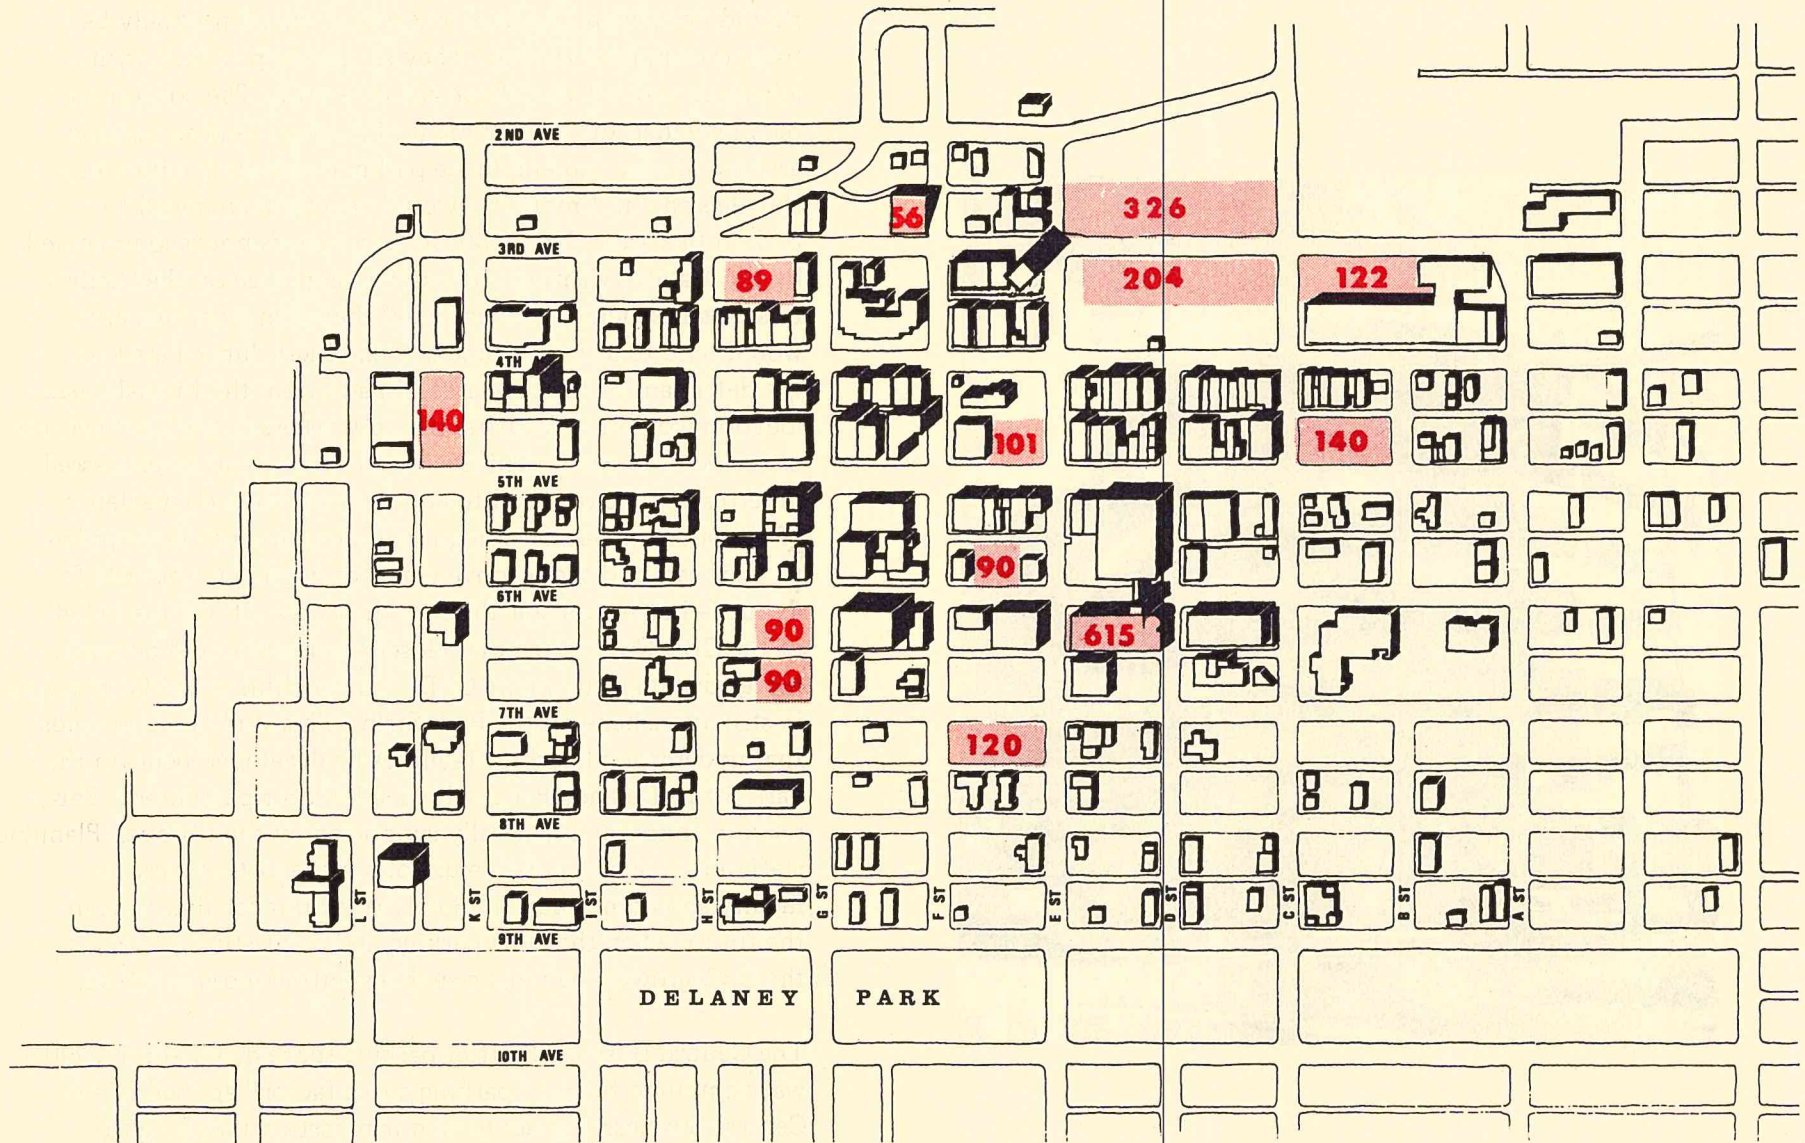 2ND AVE
56
326
3RD AVE
89
204
122
4TH
140
101
140
5TH AVE
90
6TH AVE
90
615
90
7TH AVE
120
8TH AVE
L ST
K ST
I ST
H ST
G ST
F ST
E ST
D ST
C ST
B ST
A ST
9TH AVE
DELANEY PARK
10TH AVE